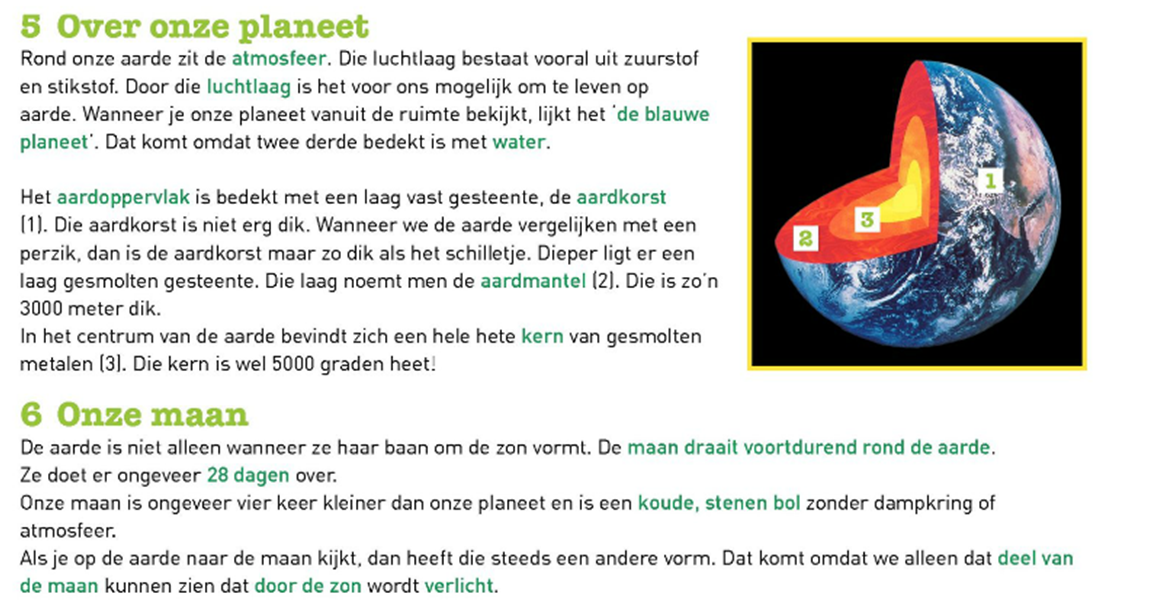 5 Over onze planeet
Rond onze aarde zit de atmosfeer. Die luchtlaag bestaat vooral uit zuurstof
en stikstof. Door die luchtlaag is het voor ons mogelijk om te leven op
aarde. Wanneer je onze planeet vanuit de ruimte bekijkt, lijkt het 'de blauwe
planeet'. Dat komt omdat twee derde bedekt is met water.
Het aardoppervlak is bedekt met een laag vast gesteente, de aardkorst
(1). Die aardkorst is niet erg dik. Wanneer we de aarde vergelijken met een
perzik, dan is de aardkorst maar zo dik als het schilletje. Dieper ligt er een
laag gesmolten gesteente. Die laag noemt men de aardmantel (2). Die is zo'n
3000 meter dik.
In het centrum van de aarde bevindt zich een hele hete kern van gesmolten
metalen (3). Die kern is wel 5000 graden heet!
1
3
2
6 Onze maan
De aarde is niet alleen wanneer ze haar baan om de zon vormt. De maan draait voortdurend rond de aarde.
Ze doet er ongeveer 28 dagen over.
Onze maan is ongeveer vier keer kleiner dan onze planeet en is een koude, stenen bol zonder dampkring of
atmosfeer.
Als je op de aarde naar de maan kijkt, dan heeft die steeds een andere vorm. Dat komt omdat we alleen dat deel van
de maan kunnen zien dat door de zon wordt verlicht.